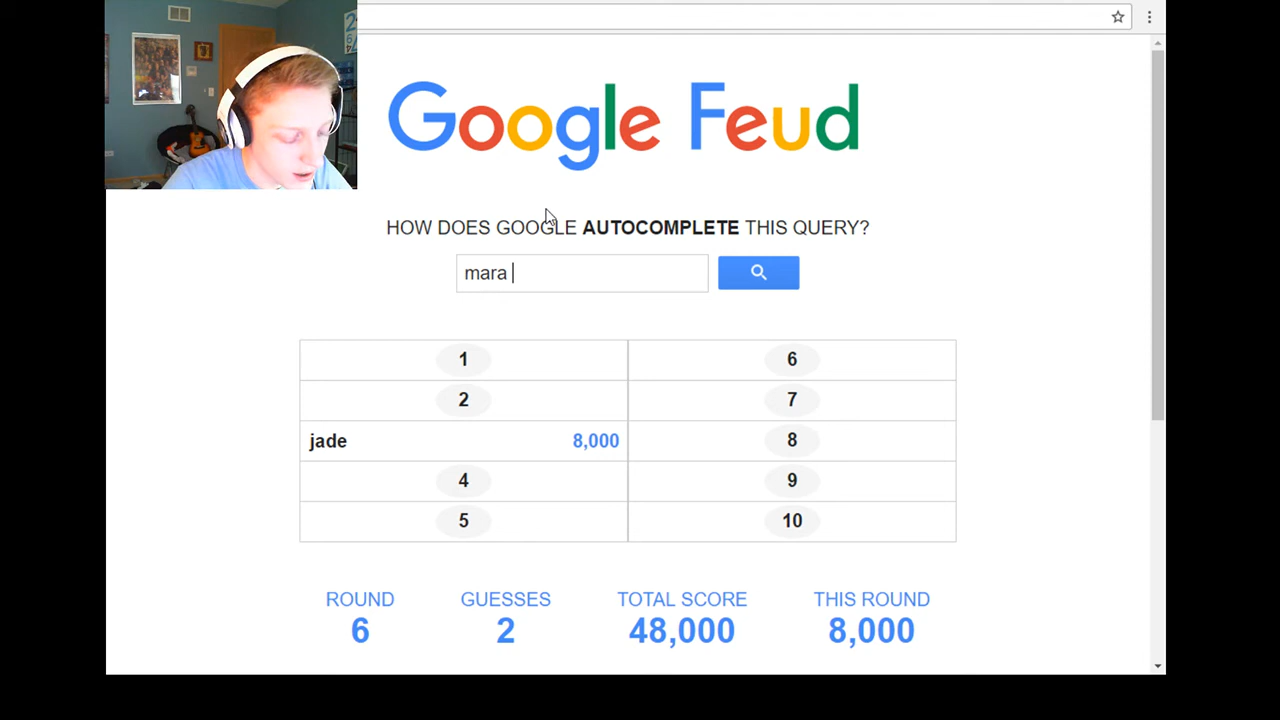 Google Feud
HOW DOES GOOGLE AUTOCOMPLETE THIS QUERY?
mara
1
6
2
7
jade 8,000
8
4
9
5
10
ROUND GUESSES TOTAL SCORE THIS ROUND
6 2 48,000 8,000